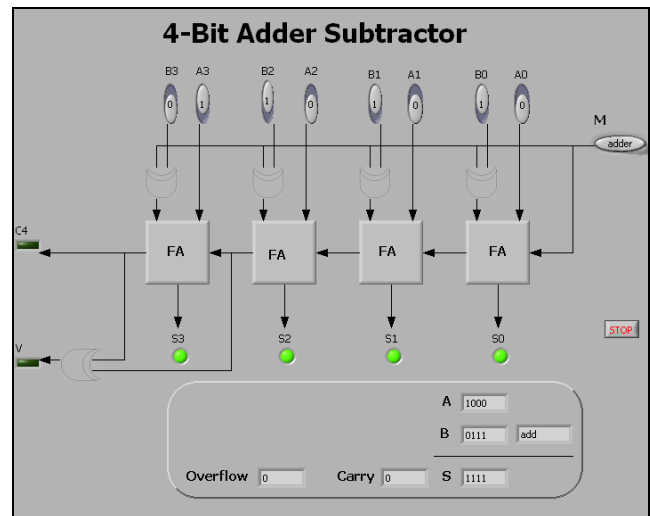 4-Bit Adder Subtractor
B3 A3 B2 A2 B1 A1 B0 A0
0 1 1 0 1 0 1 0
M
adder
C4
FA FA FA FA
V
S3 S2 S1 S0
STOP
A 1000
B 0111 add
Overflow 0 Carry 0 S 1111